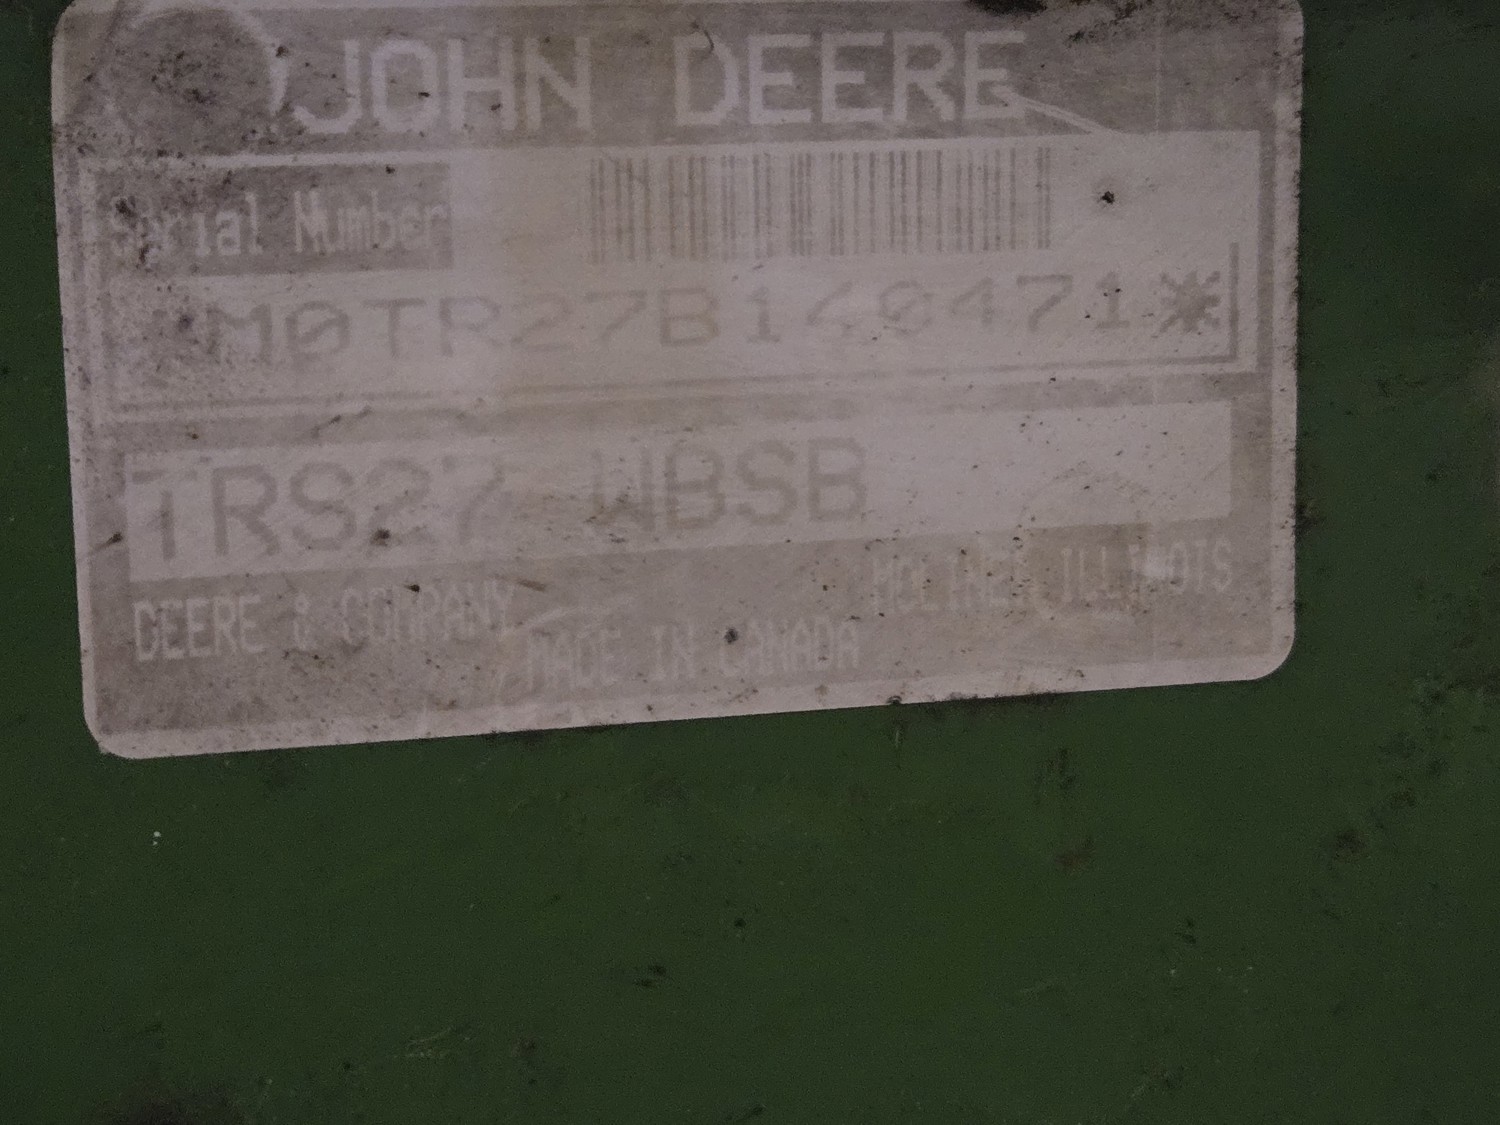 JOHN DEERE
Serial Number
*M0TR27B140471*
TRS27 WBSB
DEERE & COMPANY
MOLINE, ILLINOIS
MADE IN CANADA